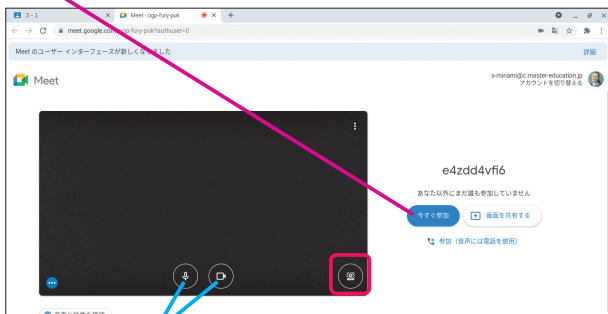 3-1
Meet - ogp-fury-puk
meet.google.com/ogp-fury-puk?authuser=0
Meet のユーザー インターフェースが新しくなりました
詳細
Meet
s-minami@c.master-education.jp
アカウントを切り替える
e4zdd4vfi6
あなた以外にまだ誰も参加していません
今すぐ参加
画面を共有する
参加（音声には電話を使用）